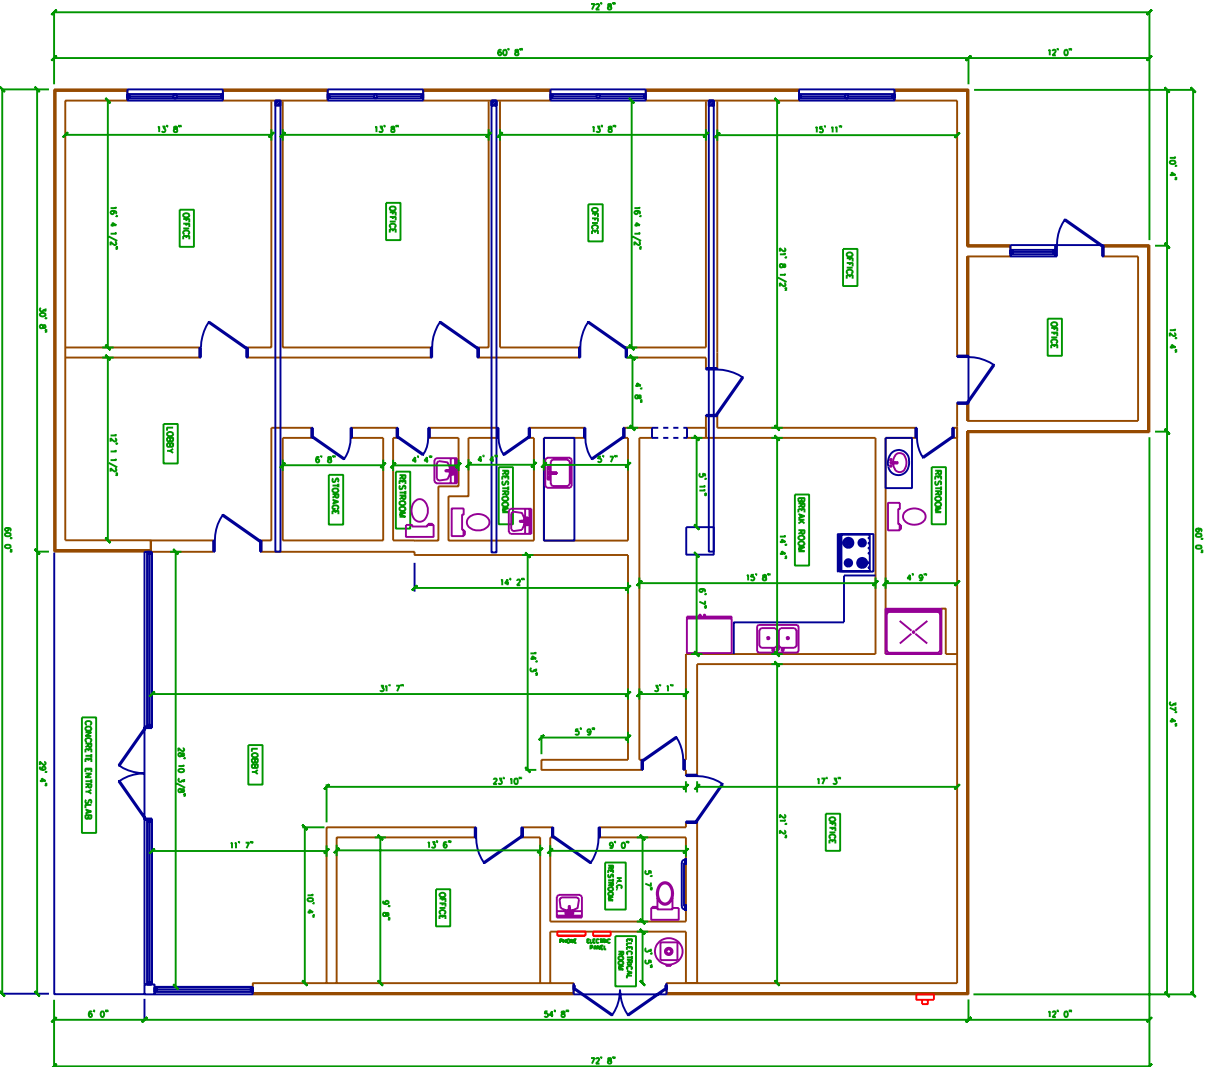 72' 8"
60' 8"
12' 0"
13' 8"
13' 8"
13' 8"
15' 11"
10' 4"
16' 4 1/2"
OFFICE
OFFICE
OFFICE
16' 4 1/2"
21' 8 1/2"
OFFICE
30' 8"
OFFICE
12' 4"
4' 8"
12' 1 1/2"
LOBBY
6' 8"
4' 4"
5' 7"
STORAGE
RESTROOM
RESTROOM
5' 11"
BREAK ROOM
RESTROOM
60' 0"
60' 0"
14' 4"
14' 2"
15' 8"
4' 9"
6' 7"
14' 3"
31' 7"
3' 1"
37' 4"
5' 9"
CONCRETE ENTRY SLAB
29' 4"
28' 10 3/8"
LOBBY
23' 10"
17' 3"
21' 2"
OFFICE
11' 7"
13' 6"
9' 0"
10' 4"
9' 8"
OFFICE
H.C.
RESTROOM
5' 7"
PHONE
ELECTRIC
PANEL
ELECTRICAL
ROOM
3' 5"
6' 0"
54' 8"
12' 0"
72' 8"